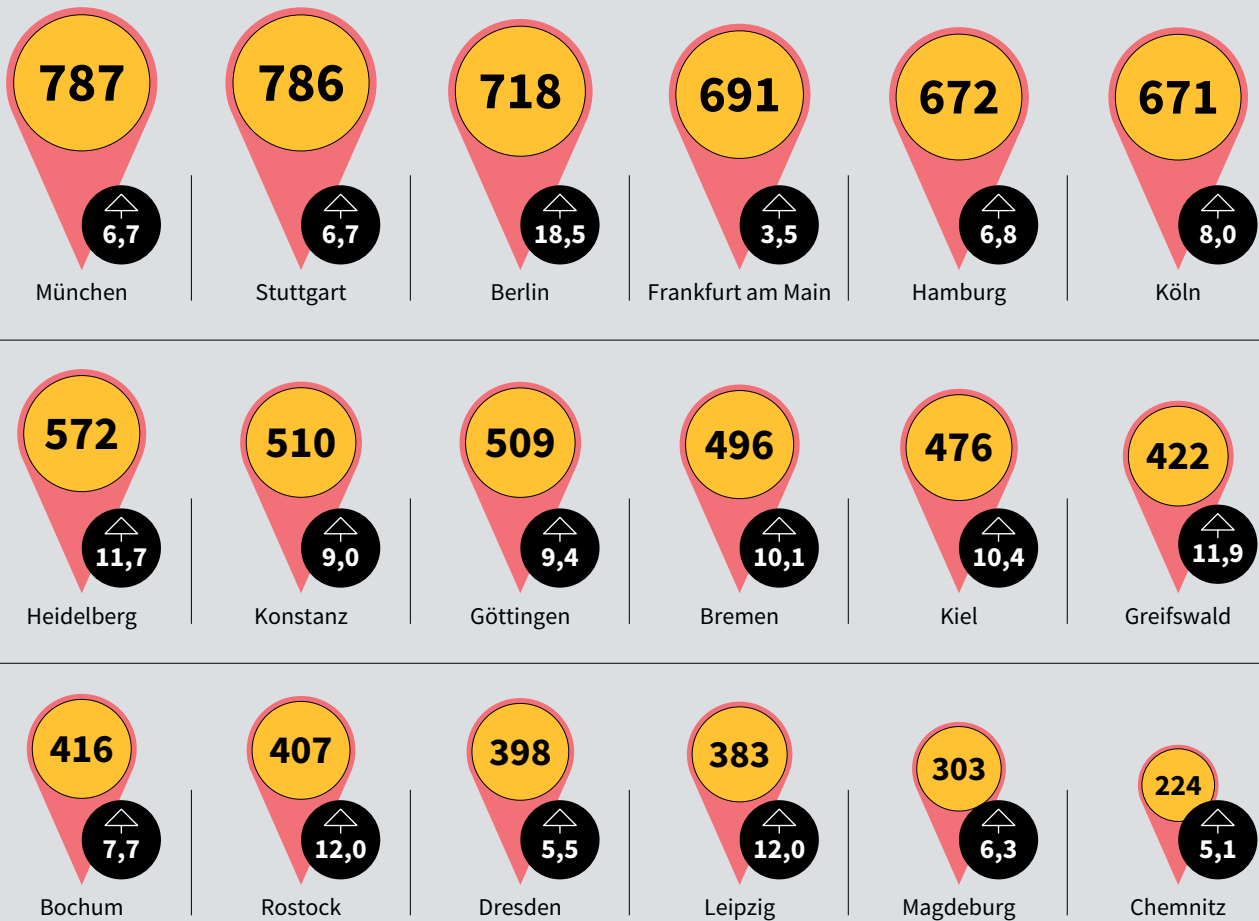 787 786 718 691 672 671
6,7 6,7 18,5 3,5 6,8 8,0
München Stuttgart Berlin Frankfurt am Main Hamburg Köln
572 510 509 496 476 422
11,7 9,0 9,4 10,1 10,4 11,9
Heidelberg Konstanz Göttingen Bremen Kiel Greifswald
416 407 398 383 303 224
7,7 12,0 5,5 12,0 6,3 5,1
Bochum Rostock Dresden Leipzig Magdeburg Chemnitz